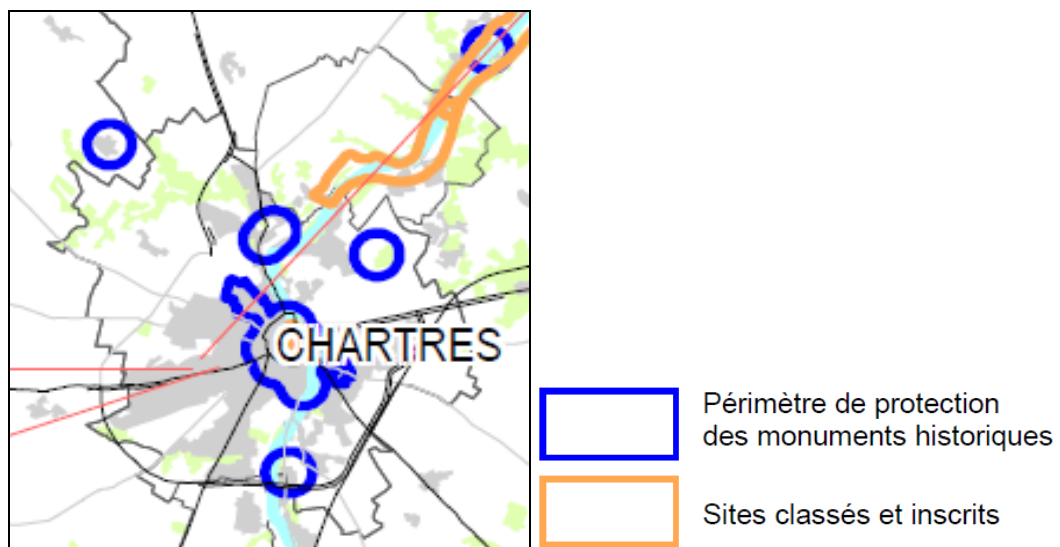 CHARTRES
Périmètre de protection
des monuments historiques
Sites classés et inscrits